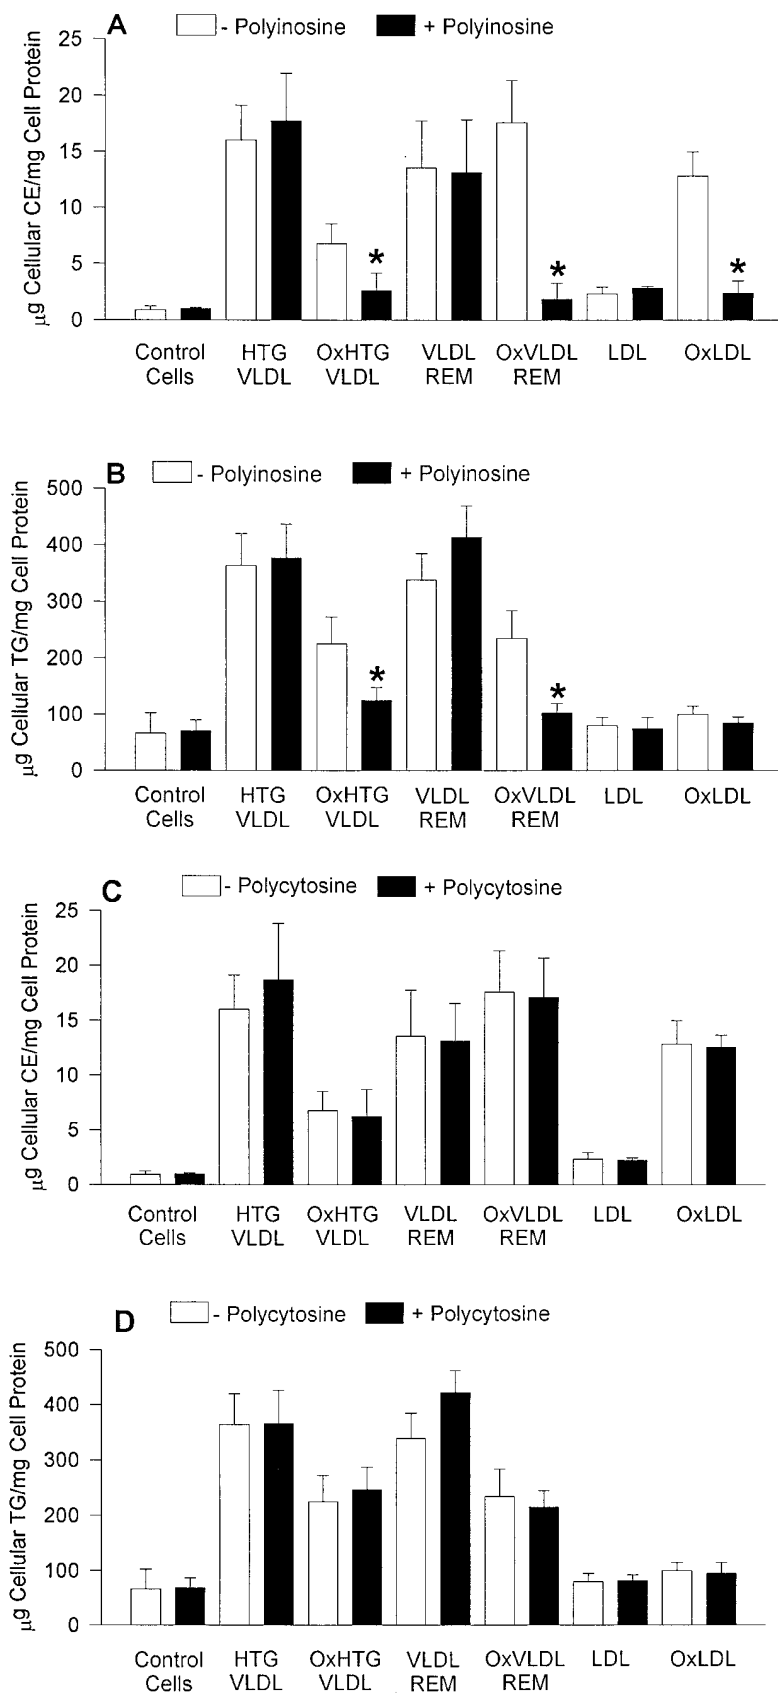 A - Polyinosine + Polyinosine
µg Cellular CE/mg Cell Protein
25
20
15
10
5
0
* * *
Control HTG OxHTG VLDL OxVLDL LDL OxLDL
Cells VLDL VLDL REM REM
B - Polyinosine + Polyinosine
µg Cellular TG/mg Cell Protein
500
400
300
200
100
0
* *
Control HTG OxHTG VLDL OxVLDL LDL OxLDL
Cells VLDL VLDL REM REM
C - Polycytosine + Polycytosine
µg Cellular CE/mg Cell Protein
25
20
15
10
5
0
Control HTG OxHTG VLDL OxVLDL LDL OxLDL
Cells VLDL VLDL REM REM
D - Polycytosine + Polycytosine
µg Cellular TG/mg Cell Protein
500
400
300
200
100
0
Control HTG OxHTG VLDL OxVLDL LDL OxLDL
Cells VLDL VLDL REM REM